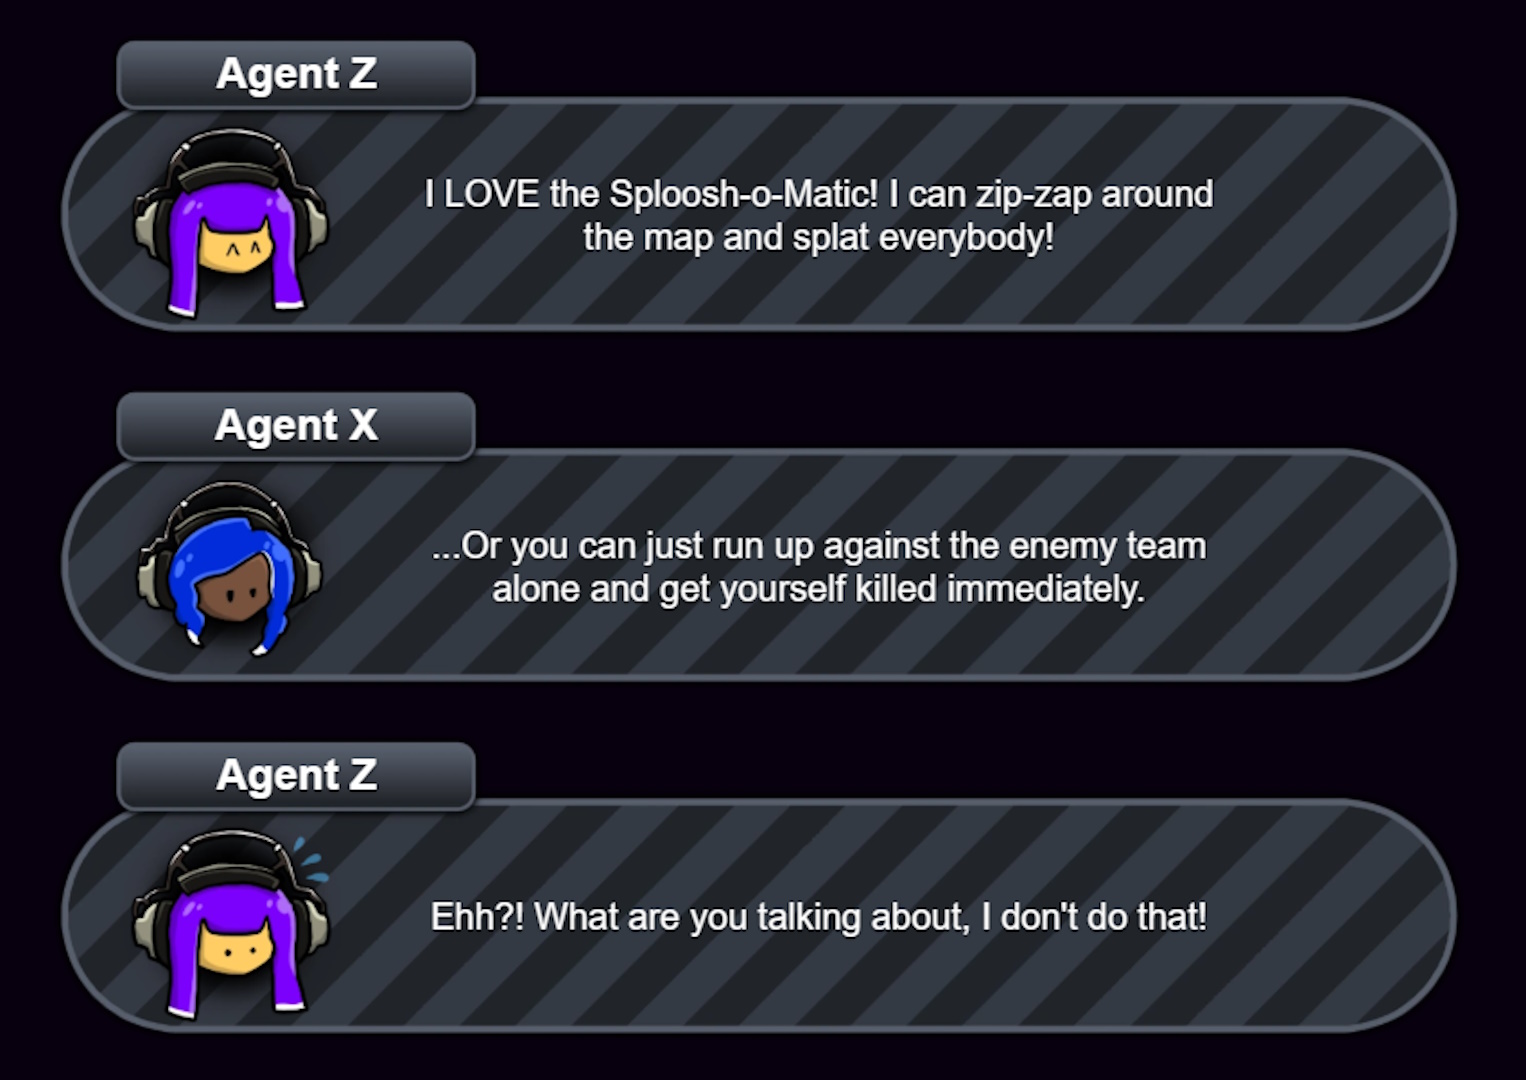 Agent Z
I LOVE the Sploosh-o-Matic! I can zip-zap around
the map and splat everybody!
Agent X
...Or you can just run up against the enemy team
alone and get yourself killed immediately.
Agent Z
Ehh?! What are you talking about, I don't do that!